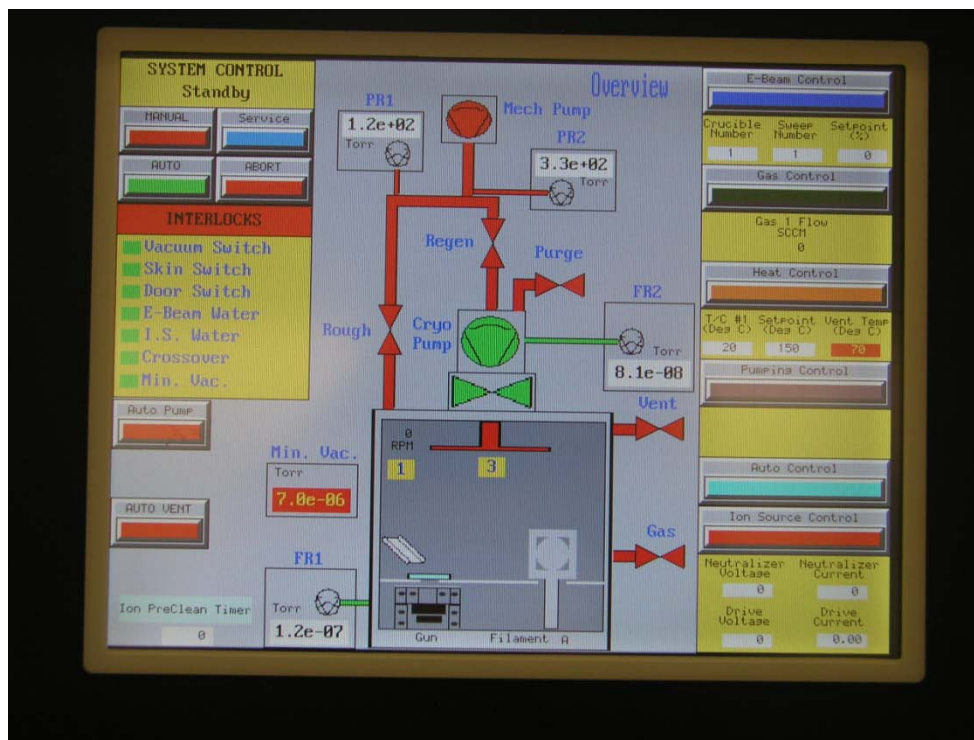 SYSTEM CONTROL
Standby
MANUAL
Service
AUTO
ABORT
INTERLOCKS
Vacuum Switch
Skin Switch
Door Switch
E-Beam Water
I.S. Water
Crossover
Min. Vac.
Auto Pump
AUTO VENT
Ion PreClean Timer
0
Overview
PR1
1.2e+02
Torr
Mech Pump
PR2
3.3e+02
Torr
Regen
Purge
Rough
Cryo
Pump
FR2
Torr
8.1e-08
Vent
0
RPM
1
3
Min. Vac.
Torr
7.0e-06
Gas
FR1
Torr
1.2e-07
Gun
Filament A
E-Beam Control
Crucible Sweep Setpoint
Number Number (%)
1 1 0
Gas Control
Gas 1 Flow
SCCM
0
Heat Control
T/C #1 Setpoint Vent Temp
(Deg C) (Deg C) (Deg C)
20 150 70
Pumping Control
Auto Control
Ion Source Control
Neutralizer Neutralizer
Voltage Current
0 0
Drive Drive
Voltage Current
0 0.00